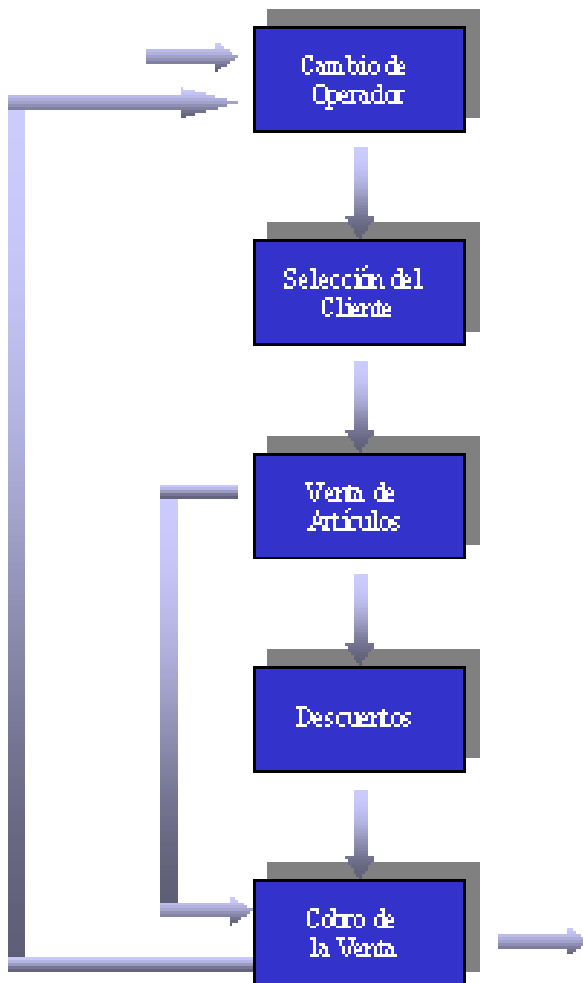 Cambio de
Operador
Selección del
Cliente
Venta de
Artículos
Descuentos
Cobro de
la Venta